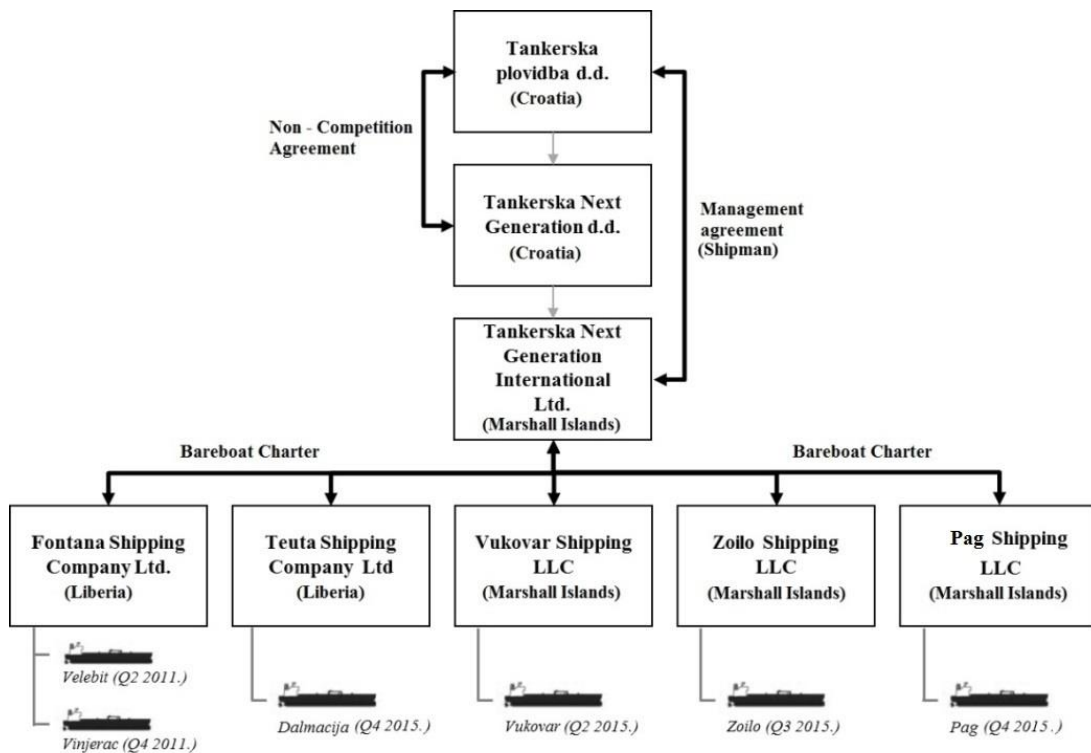 Tankerska
plovidba d.d.
(Croatia)
Non - Competition
Agreement
Tankerska Next
Generation d.d.
(Croatia)
Management
agreement
(Shipman)
Tankerska Next
Generation
International
Ltd.
(Marshall Islands)
Bareboat Charter
Bareboat Charter
Fontana Shipping
Company Ltd.
(Liberia)
Teuta Shipping
Company Ltd
(Liberia)
Vukovar Shipping
LLC
(Marshall Islands)
Zoilo Shipping
LLC
(Marshall Islands)
Pag Shipping
LLC
(Marshall Islands)
Velebit (Q2 2011.)
Vinjerac (Q4 2011.)
Dalmacija (Q4 2015.)
Vukovar (Q2 2015.)
Zoilo (Q3 2015.)
Pag (Q4 2015.)